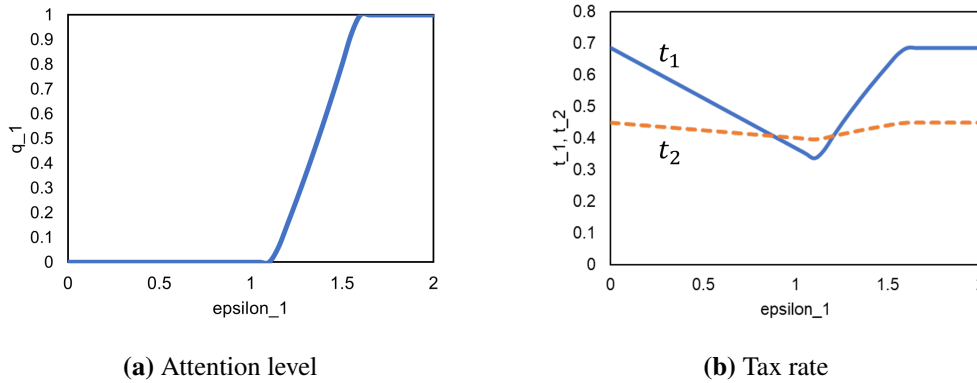 1
0.9
0.8
0.7
0.6
0.5
0.4
0.3
0.2
0.1
0
q_1
0 0.5 1 1.5 2
epsilon_1
(a) Attention level
0.8
0.7
0.6
0.5
0.4
0.3
0.2
0.1
0
t_1, t_2
t₁
t₂
0 0.5 1 1.5
epsilon_1
(b) Tax rate